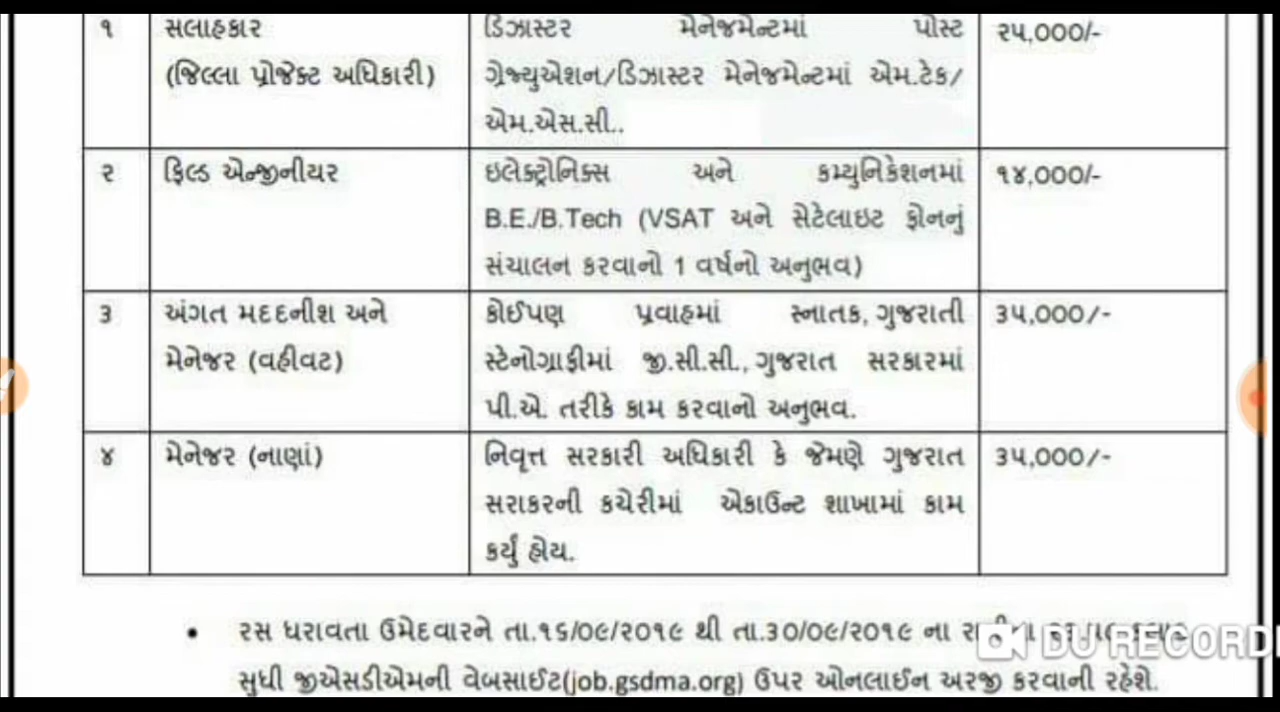 ૧ સલાહકાર ડિઝાસ્ટર મેનેજમેન્ટમાં પોસ્ટ ૨૫,૦૦૦/-
(જિલ્લા પ્રોજેક્ટ અધિકારી) ગ્રેજ્યુએશન/ડિઝાસ્ટર મેનેજમેન્ટમાં એમ.ટેક/
એમ.એસ.સી..
૨ ફિલ્ડ એન્જીનીયર ઇલેક્ટ્રોનિક્સ અને કમ્યુનિકેશનમાં ૧૪,૦૦૦/-
B.E./B.Tech (VSAT અને સેટેલાઇટ ફોનનું
સંચાલન કરવાનો 1 વર્ષનો અનુભવ)
૩ અંગત મદદનીશ અને કોઈપણ પ્રવાહમાં સ્નાતક, ગુજરાતી ૩૫,૦૦૦/-
મેનેજર (વહીવટ) સ્ટેનોગ્રાફીમાં જી.સી.સી., ગુજરાત સરકારમાં
પી.એ. તરીકે કામ કરવાનો અનુભવ.
૪ મેનેજર (નાણાં) નિવૃત્ત સરકારી અધિકારી કે જેમણે ગુજરાત ૩૫,૦૦૦/-
સરાકરની કચેરીમાં એકાઉન્ટ શાખામાં કામ
કર્યું હોય.
• રસ ધરાવતા ઉમેદવારને તા.૧૬/૦૯/૨૦૧૯ થી તા.૩૦/૦૯/ૢ૨૦૧૯ ના DU RECORD
સુધી જીએસડીએમની વેબસાઈટ(job.gsdma.org) ઉપર ઓનલાઈન અરજી કરવાની રહેશે.